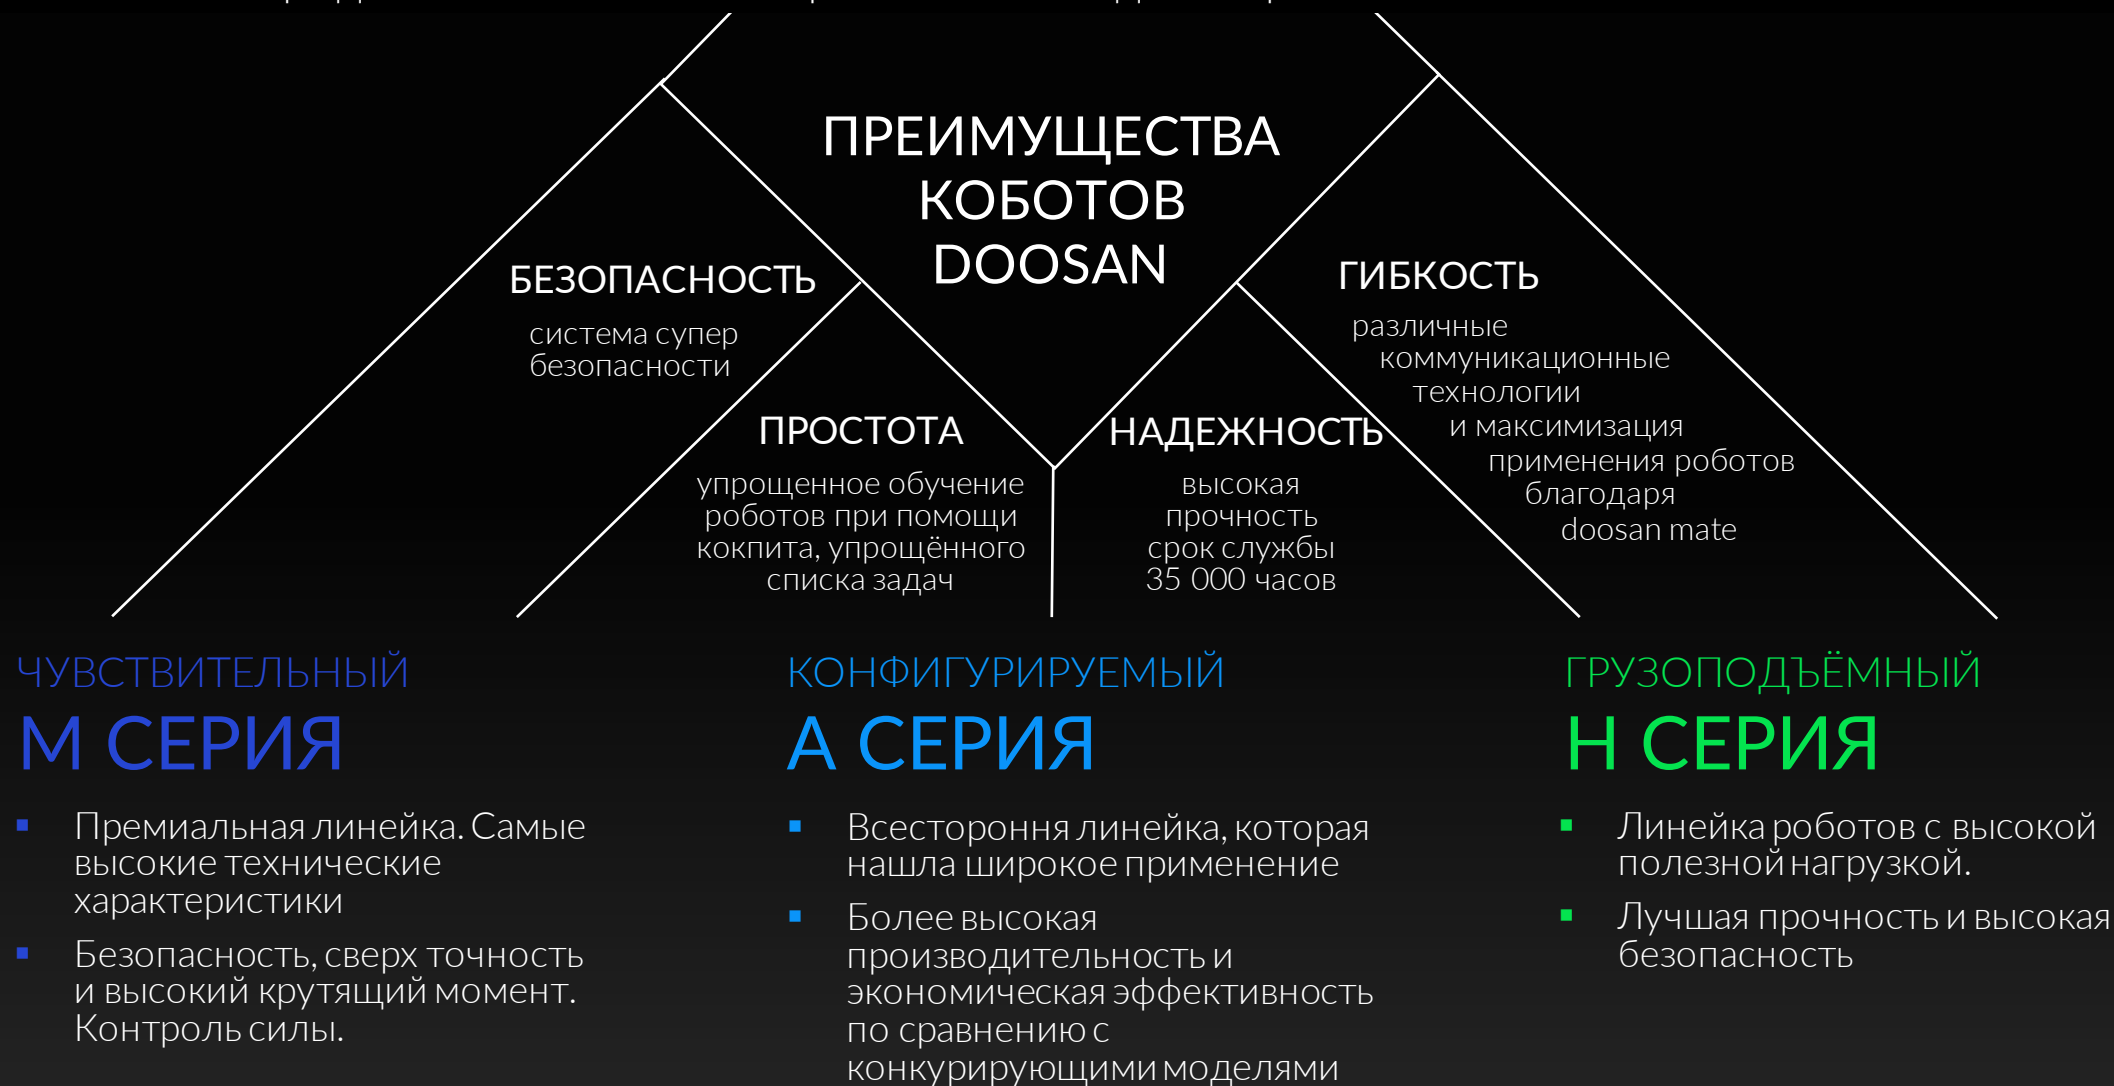 ПРЕИМУЩЕСТВА
КОБОТОВ
DOOSAN
БЕЗОПАСНОСТЬ
система супер
безопасности
ПРОСТОТА
упрощенное обучение
роботов при помощи
кокпита, упрощённого
списка задач
НАДЕЖНОСТЬ
высокая
прочность
срок службы
35 000 часов
ГИБКОСТЬ
различные
коммуникационные
технологии
и максимизация
применения роботов
благодаря
doosan mate
ЧУВСТВИТЕЛЬНЫЙ
М СЕРИЯ
Премиальная линейка. Самые
высокие технические
характеристики
Безопасность, сверх точность
и высокий крутящий момент.
Контроль силы.
КОНФИГУРИРУЕМЫЙ
А СЕРИЯ
Всестороння линейка, которая
нашла широкое применение
Более высокая
производительность и
экономическая эффективность
по сравнению с
конкурирующими моделями
ГРУЗОПОДЪЁМНЫЙ
Н СЕРИЯ
Линейка роботов с высокой
полезной нагрузкой.
Лучшая прочность и высокая
безопасность